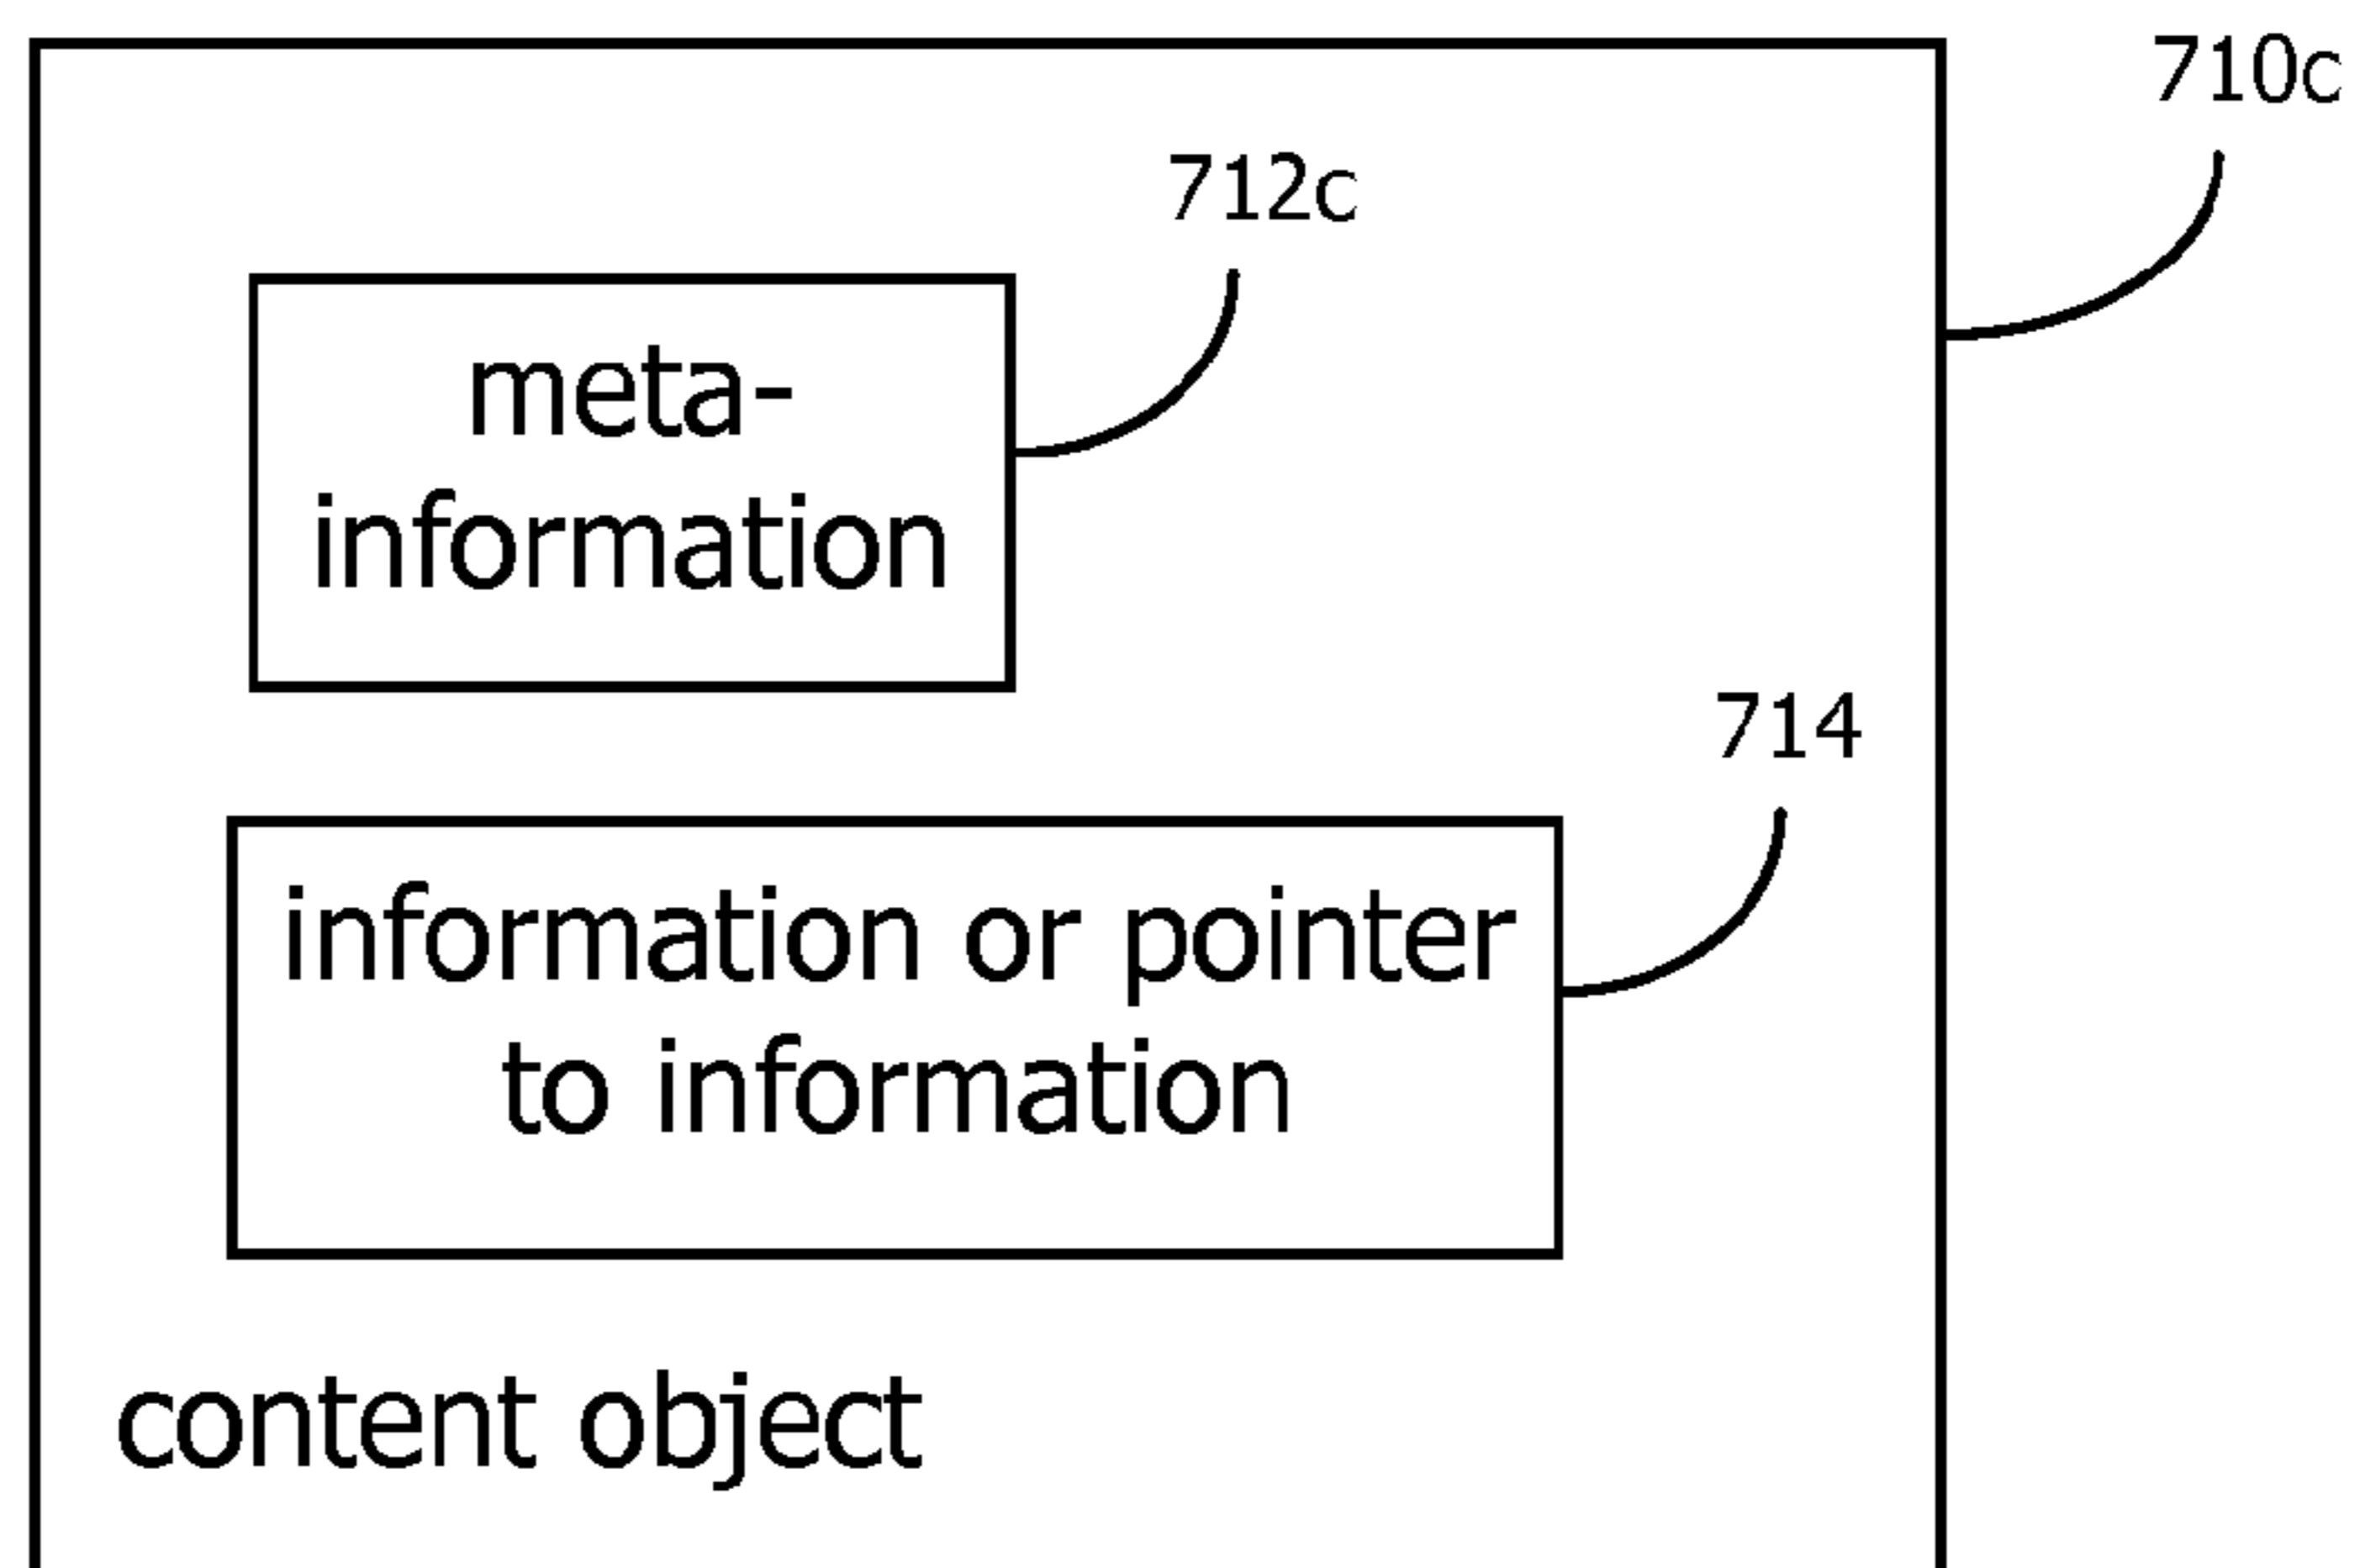 710c
712c
meta-
information
714
information or pointer
to information
content object